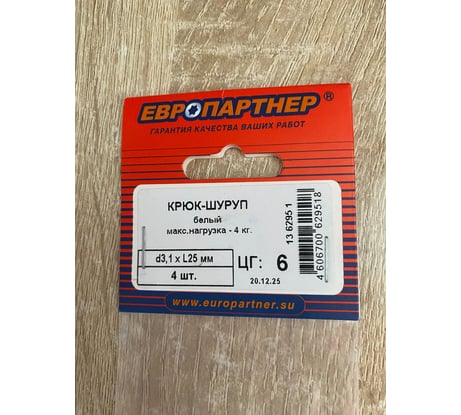 ЕВРОПАРТНЕР®
ГАРАНТИЯ КАЧЕСТВА ВАШИХ РАБОТ
КРЮК-ШУРУП
белый
макс.нагрузка - 4 кг.
d3,1 x L25 мм
4 шт.
ЦГ: 6
20.12.25
13 6295 1
4 606700 629518
www.europartner.su